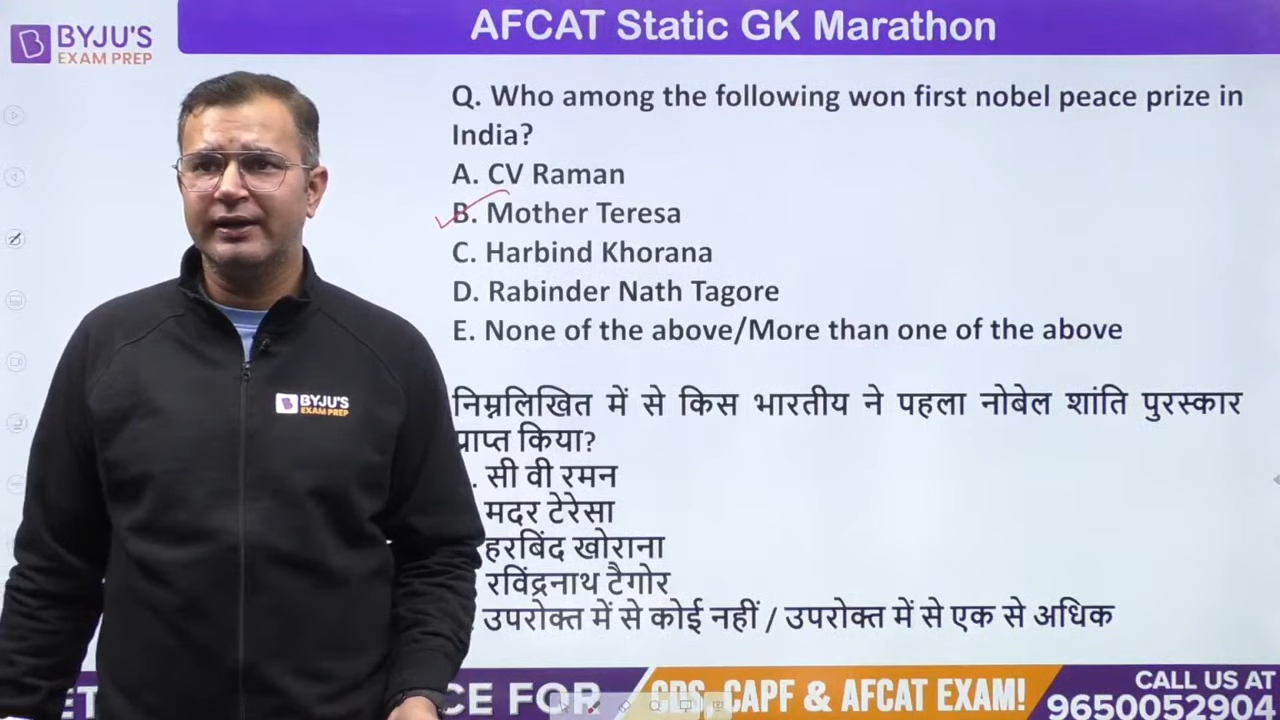 BYJU'S
EXAM PREP
AFCAT Static GK Marathon
Q. Who among the following won first nobel peace prize in
India?
A. CV Raman
B. Mother Teresa
C. Harbind Khorana
D. Rabinder Nath Tagore
E. None of the above/More than one of the above
निम्नलिखित में से किस भारतीय ने पहला नोबेल शांति पुरस्कार
प्राप्त किया?
. सी वी रमन
मदर टेरेसा
हरबिंद खोराना
रविंद्रनाथ टैगोर
. उपरोक्त में से कोई नहीं / उपरोक्त में से एक से अधिक
BYJU'S
EXAM PREP
CE FOR
CDS, CAPF & AFCAT EXAM!
CALL US AT
9650052904